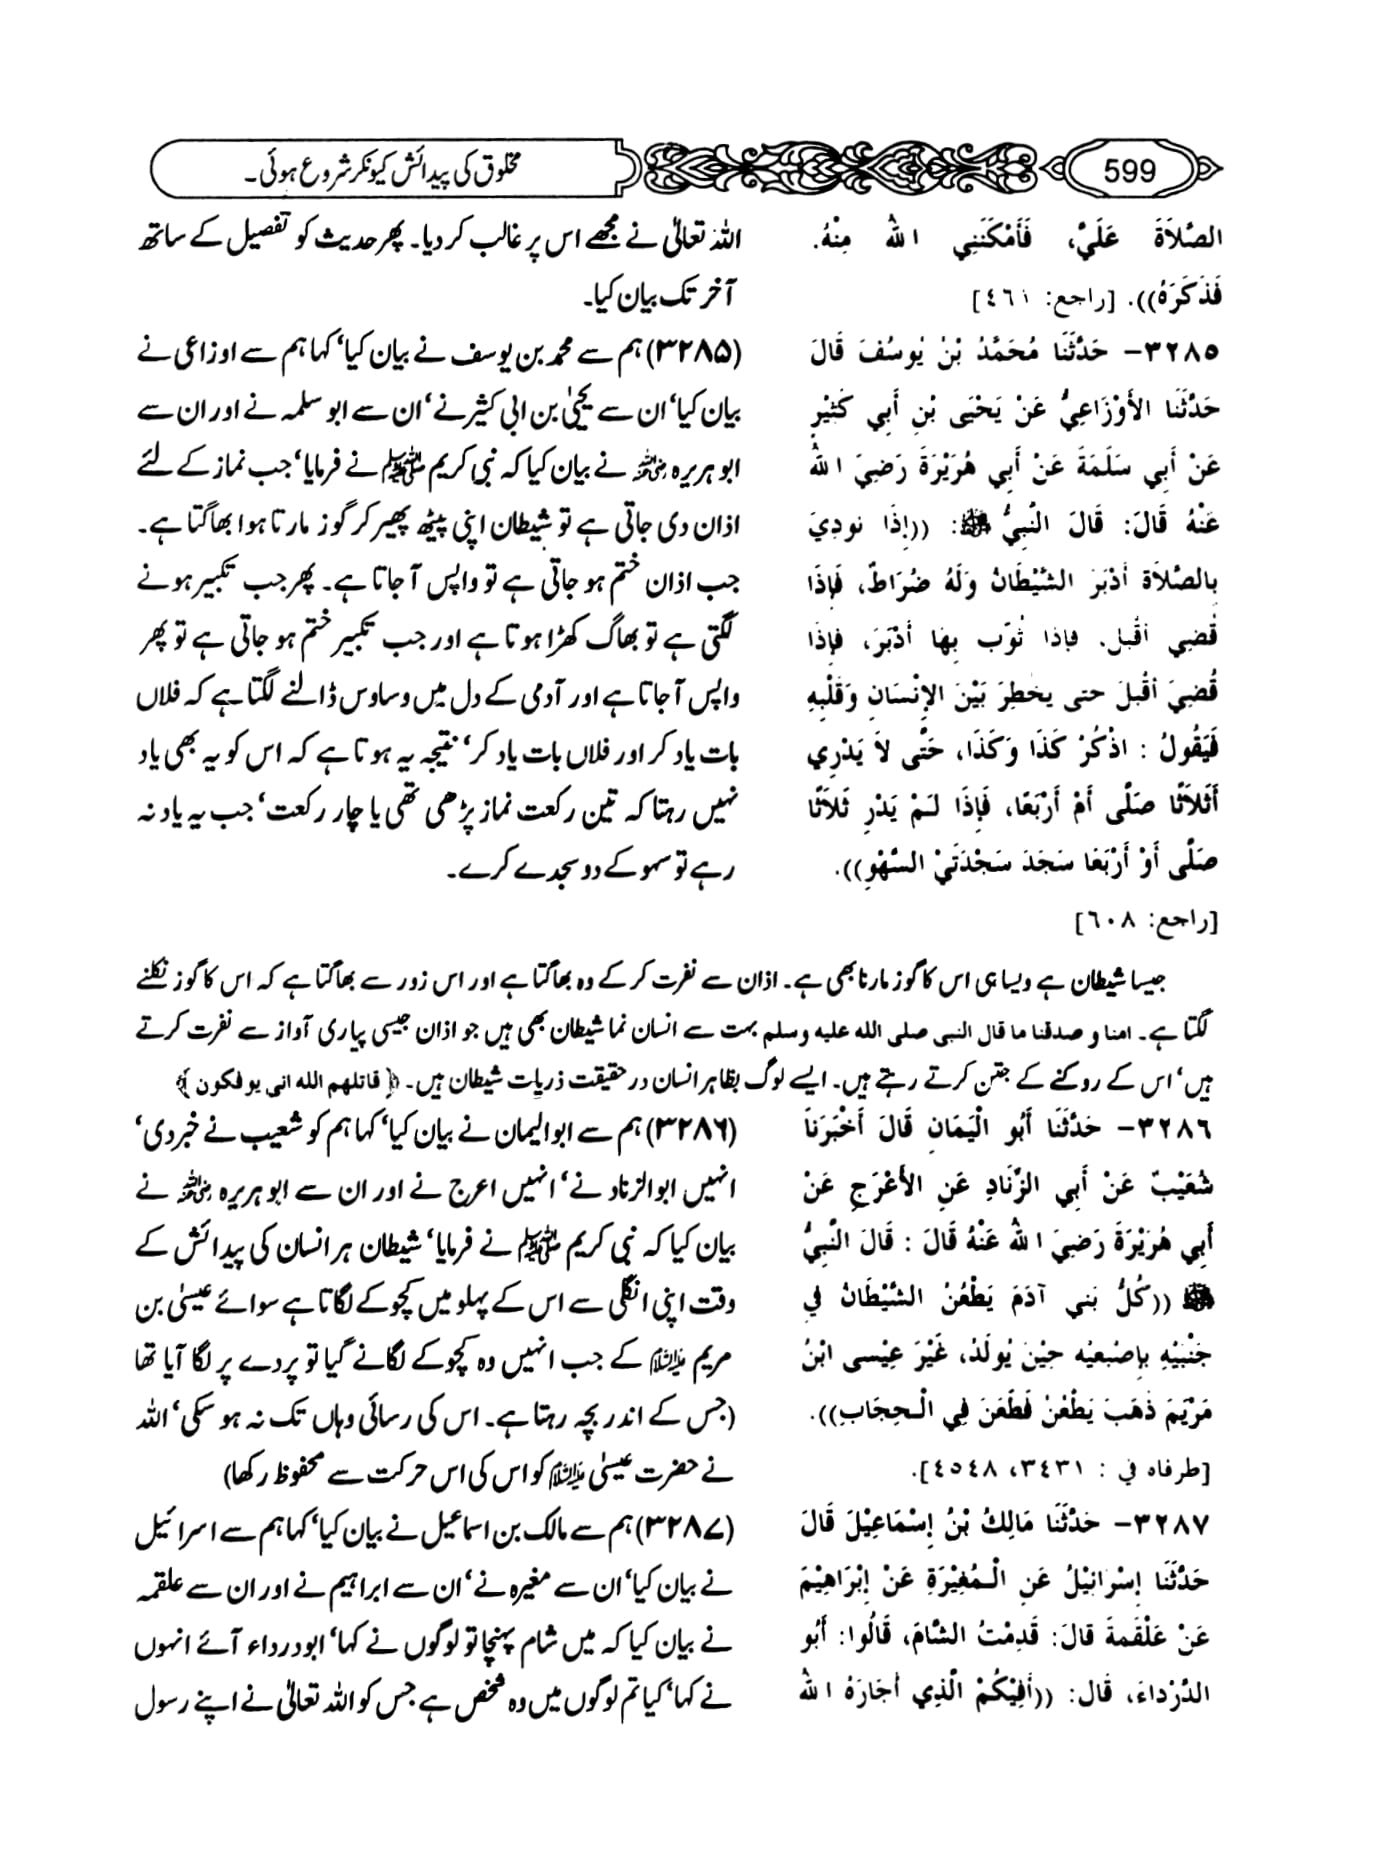 599
مخلوق کی پیدائش کیونکر شروع ہوئی۔
الصَّلاَةَ عَلَيَّ، فَأَمْكَنَنِي اللهُ مِنْهُ.
فَذَكَرَهُ)). [راجع: ٤٦١]
٣٢٨٥- حَدَّثَنَا مُحَمَّدُ بْنُ يُوسُفَ قَالَ
حَدَّثَنَا الأَوْزَاعِيُّ عَنْ يَحْيَى بْنِ أَبِي كَثِيْرٍ
عَنْ أَبِي سَلَمَةَ عَنْ أَبِي هُرَيْرَةَ رَضِيَ اللهُ
عَنْهُ قَالَ: قَالَ النَّبِيُّ ﷺ: ((إِذَا نُودِيَ
بِالصَّلاَةِ أَدْبَرَ الشَّيْطَانُ وَلَهُ ضُرَاطٌ، فَإِذَا
قُضِيَ أَقْبَلَ. فَإِذَا ثُوِّبَ بِهَا أَدْبَرَ، فَإِذَا
قُضِيَ أَقْبَلَ حتى يَخْطِرَ بَيْنَ الإِنْسَانِ وَقَلْبِهِ
فَيَقُولُ : اذْكُرْ كَذَا وَكَذَا، حَتَّى لاَ يَدْرِي
أَثَلاَثًا صَلَّى أَمْ أَرْبَعًا، فَإِذَا لَمْ يَدْرِ ثَلاَثًا
صَلَّى أَوْ أَرْبَعًا سَجَدَ سَجْدَتَيْ السَّهْوِ)).
[راجع: ٦٠٨]
اللہ تعالیٰ نے مجھے اس پر غالب کر دیا۔ پھر حدیث کو تفصیل کے ساتھ
آخر تک بیان کیا۔
(۳۲۸۵) ہم سے محمد بن یوسف نے بیان کیا‘ کہا ہم سے اوزاعی نے
بیان کیا‘ ان سے یحییٰ بن ابی کثیر نے‘ ان سے ابو سلمہ نے اور ان سے
ابو ہریرہ رضی اللہ عنہ نے بیان کیا کہ نبی کریم ﷺ نے فرمایا‘ جب نماز کے لئے
اذان دی جاتی ہے تو شیطان اپنی پیٹھ پھیر کر گوز مارتا ہوا بھاگتا ہے۔
جب اذان ختم ہو جاتی ہے تو واپس آ جاتا ہے۔ پھر جب تکبیر ہونے
لگتی ہے تو بھاگ کھڑا ہوتا ہے اور جب تکبیر ختم ہو جاتی ہے تو پھر
واپس آ جاتا ہے اور آدمی کے دل میں وساوس ڈالنے لگتا ہے کہ فلاں
بات یاد کر اور فلاں بات یاد کر‘ نتیجہ یہ ہوتا ہے کہ اس کو یہ بھی یاد
نہیں رہتا کہ تین رکعت نماز پڑھی تھی یا چار رکعت‘ جب یہ یاد نہ
رہے تو سہو کے دو سجدے کرے۔
جیسا شیطان ہے ویسا ہی اس کا گوز مارنا بھی ہے۔ اذان سے نفرت کر کے وہ بھاگتا ہے اور اس زور سے بھاگتا ہے کہ اس کا گوز نکلنے
لگتا ہے۔ امنا و صدقنا ما قال النبی صلی الله علیه وسلم بہت سے انسان نما شیطان بھی ہیں جو اذان جیسی پیاری آواز سے نفرت کرتے
ہیں‘ اس کے روکنے کے جتن کرتے رہتے ہیں۔ ایسے لوگ بظاہر انسان در حقیقت ذریات شیطان ہیں۔ ﴿ قاتلهم الله انی یوفکون ﴾
٣٢٨٦- حَدَّثَنَا أَبُو الْيَمَانِ قَالَ أَخْبَرَنَا
شُعَيْبٌ عَنْ أَبِي الزِّنَادِ عَنِ الأَعْرَجِ عَنْ
أَبِي هُرَيْرَةَ رَضِيَ اللهُ عَنْهُ قَالَ : قَالَ النَّبِيُّ
ﷺ ((كُلُّ بَنِي آدَمَ يَطْعُنُ الشَّيْطَانُ فِي
جَنْبَيْهِ بِإِصْبَعَيْهِ حِيْنَ يُولَدُ، غَيْرَ عِيْسَى ابْنُ
مَرْيَمَ ذَهَبَ يَطْعُنُ فَطَعَنَ فِي الْحِجَابِ)).
[طرفاه في : ٣٤٣١، ٤٥٤٨].
٣٢٨٧- حَدَّثَنَا مَالِكُ بْنُ إِسْمَاعِيْلَ قَالَ
حَدَّثَنَا إِسْرَائِيْلُ عَنِ الْمُغِيْرَةِ عَنْ إِبْرَاهِيْمَ
عَنْ عَلْقَمَةَ قَالَ: قَدِمْتُ الشَّامَ، قَالُوا: أَبُو
الدَّرْدَاءَ، قَالَ: ((أَفِيْكُمْ الَّذِي أَجَارَهُ اللهُ
(۳۲۸۶) ہم سے ابوالیمان نے بیان کیا‘ کہا ہم کو شعیب نے خبر دی‘
انہیں ابوالزناد نے‘ انہیں اعرج نے اور ان سے ابو ہریرہ رضی اللہ عنہ نے
بیان کیا کہ نبی کریم ﷺ نے فرمایا‘ شیطان ہر انسان کی پیدائش کے
وقت اپنی انگلی سے اس کے پہلو میں کچوکے لگاتا ہے سوائے عیسیٰ بن
مریم علیہ السلام کے جب انہیں وہ کچوکے لگانے گیا تو پردے پر لگا آیا تھا
(جس کے اندر بچہ رہتا ہے۔ اس کی رسائی وہاں تک نہ ہو سکی‘ اللہ
نے حضرت عیسیٰ علیہ السلام کو اس کی اس حرکت سے محفوظ رکھا)
(۳۲۸۷) ہم سے مالک بن اسماعیل نے بیان کیا‘ کہا ہم سے اسرائیل
نے بیان کیا‘ ان سے مغیرہ نے‘ ان سے ابراہیم نے اور ان سے علقمہ
نے بیان کیا کہ میں شام پہنچا تو لوگوں نے کہا‘ ابودرداء آئے انہوں
نے کہا‘ کیا تم لوگوں میں وہ شخص ہے جس کو اللہ تعالیٰ نے اپنے رسول